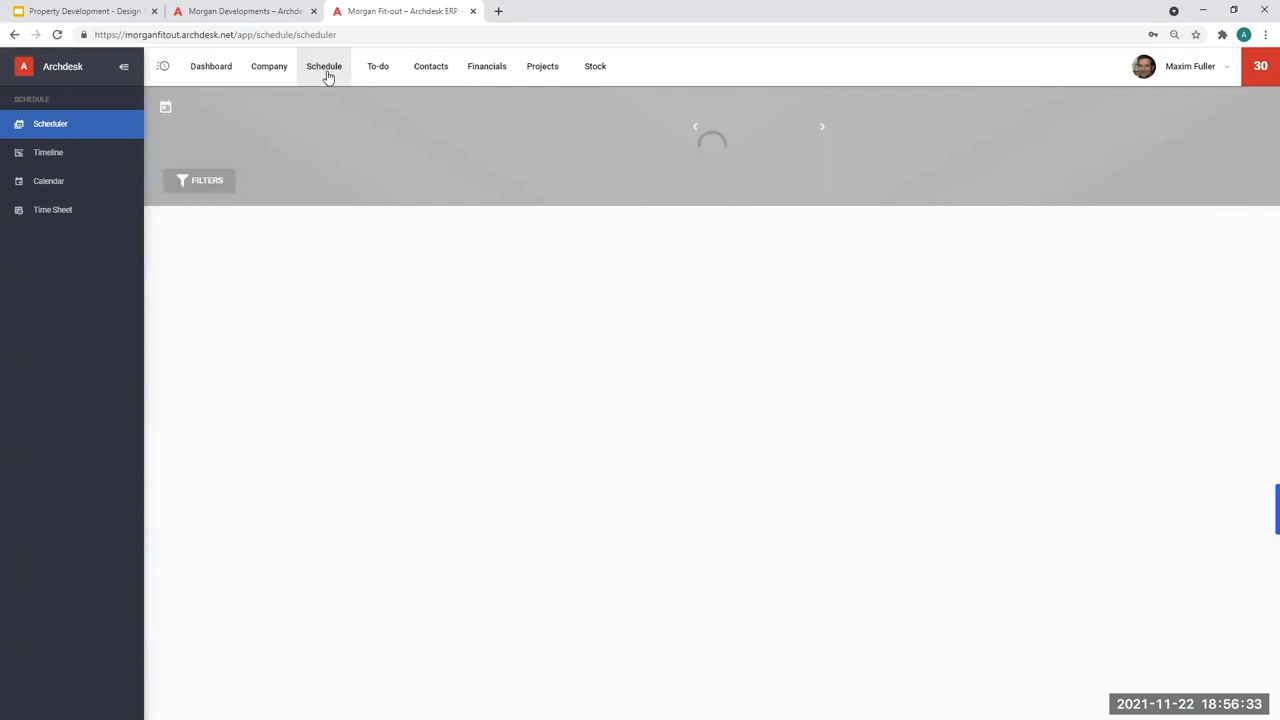 Property Development - Design
Morgan Developments – Archde
Morgan Fit-out – Archdesk ERP -
https://morganfitout.archdesk.net/app/schedule/scheduler
A
A Archdesk
Dashboard Company Schedule To-do Contacts Financials Projects Stock
Maxim Fuller
30
SCHEDULE
Scheduler
Timeline
Calendar
Time Sheet
FILTERS
2021-11-22 18:56:33